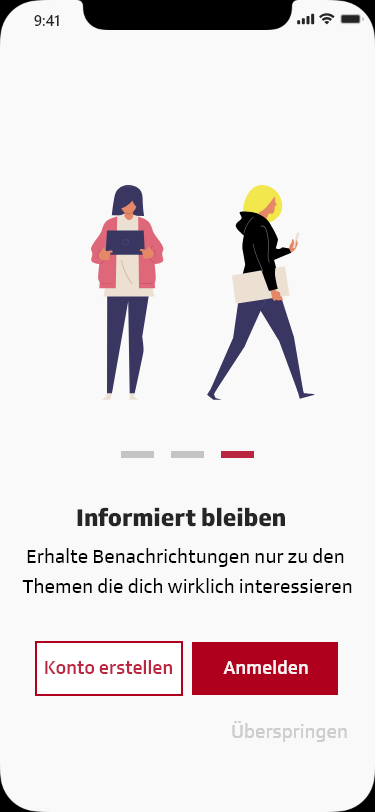 9:41
Informiert bleiben
Erhalte Benachrichtungen nur zu den
Themen die dich wirklich interessieren
Konto erstellen
Anmelden
Überspringen